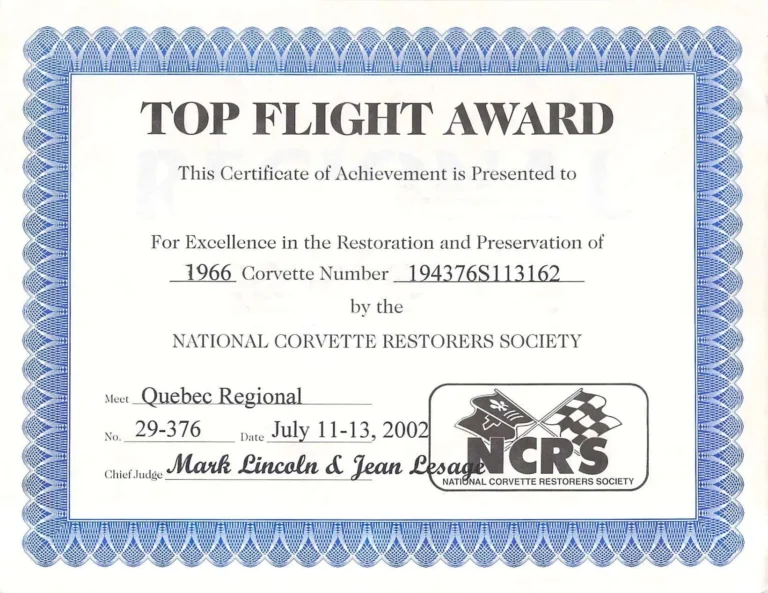 TOP FLIGHT AWARD
This Certificate of Achievement is Presented to
For Excellence in the Restoration and Preservation of
1966 Corvette Number 194376S113162
by the
NATIONAL CORVETTE RESTORERS SOCIETY
Meet Quebec Regional
No. 29-376 Date July 11-13, 2002
Chief Judge Mark Lincoln & Jean Lesage
NCRS
NATIONAL CORVETTE RESTORERS SOCIETY